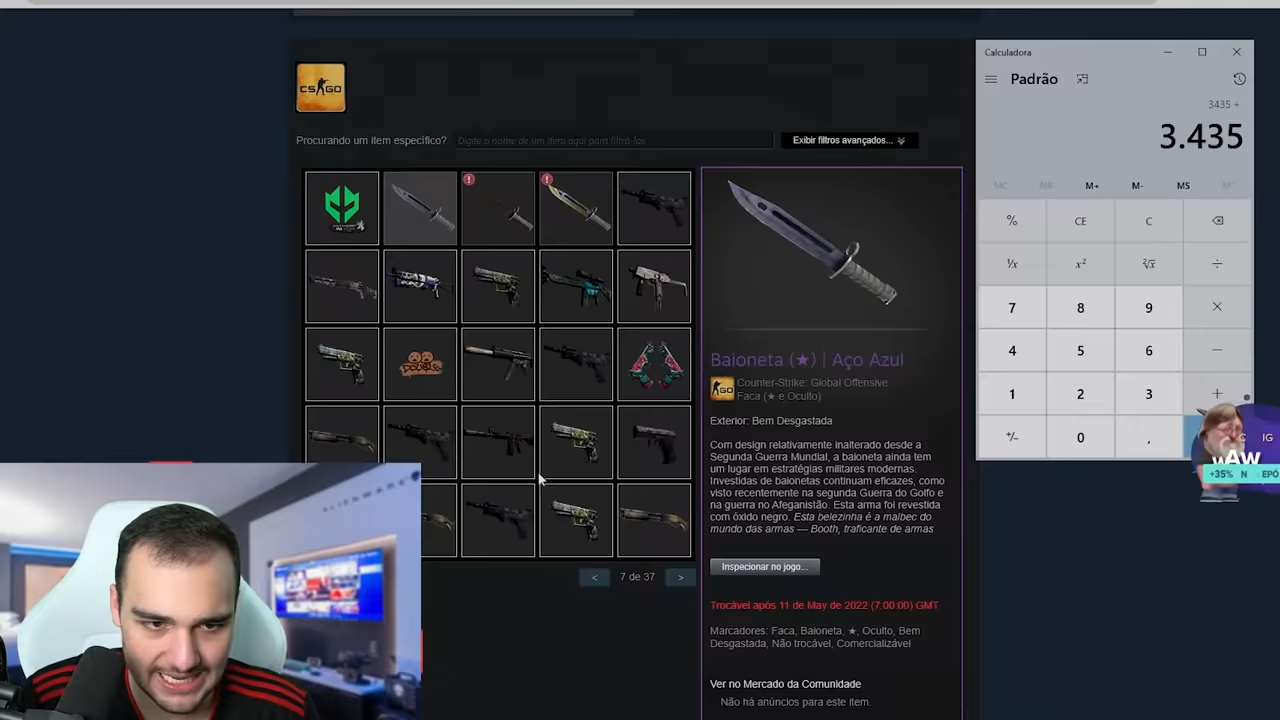 CS GO
Procurando um item específico?
Digite o nome de um item aqui para filtrá-los
Exibir filtros avançados...
DOUBLE
Baioneta (★) | Aço Azul
GO
Counter-Strike: Global Offensive
Faca (★ e Oculto)
Exterior: Bem Desgastada
Com design relativamente inalterado desde a
Segunda Guerra Mundial, a baioneta ainda tem
um lugar em estratégias militares modernas.
Investidas de baionetas continuam eficazes, como
visto recentemente na segunda Guerra do Golfo e
na guerra no Afeganistão. Esta arma foi revestida
com óxido negro. Esta belezinha é a malbec do
mundo das armas — Booth, traficante de armas
Inspecionar no jogo...
Trocável após 11 de May de 2022 (7:00:00) GMT
Marcadores: Faca, Baioneta, ★, Oculto, Bem
Desgastada, Não trocável, Comercializável
Ver no Mercado da Comunidade
Não há anúncios para este item.
< 7 de 37 >
Calculadora
Padrão
3435 +
3.435
MC MR M+ M- MS M˅
% CE C
¹/x x² ²√x ÷
7 8 9 ×
4 5 6 −
1 2 3 +
+/− 0 ,
C IG
WAW
+35% N EPÓ
ALIENWARE